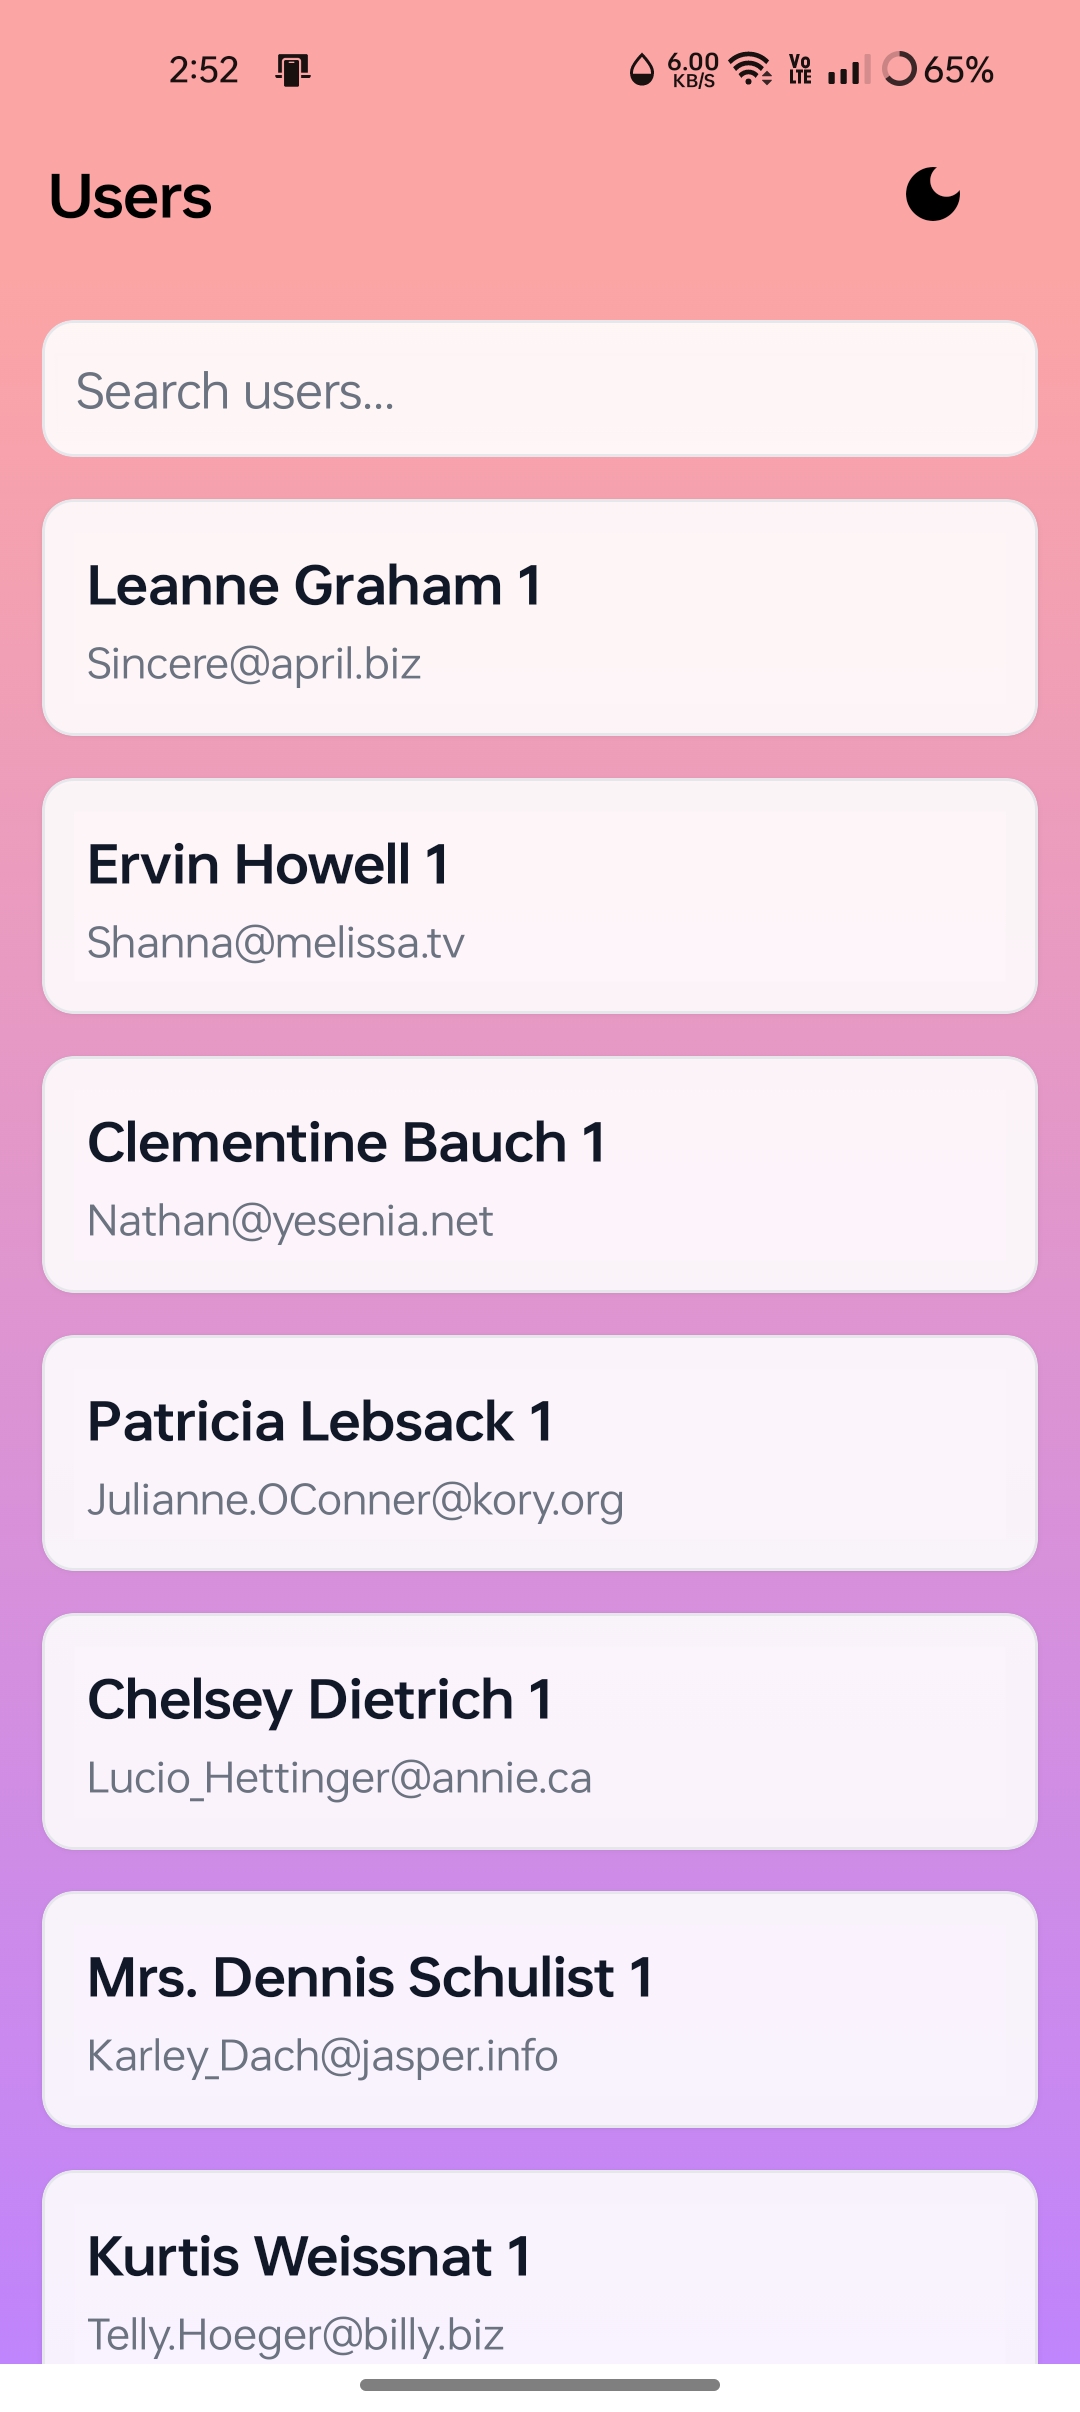 2:52 6.00 KB/S Vo LTE 65%
Users
Search users...
Leanne Graham 1
Sincere@april.biz
Ervin Howell 1
Shanna@melissa.tv
Clementine Bauch 1
Nathan@yesenia.net
Patricia Lebsack 1
Julianne.OConner@kory.org
Chelsey Dietrich 1
Lucio_Hettinger@annie.ca
Mrs. Dennis Schulist 1
Karley_Dach@jasper.info
Kurtis Weissnat 1
Telly.Hoeger@billy.biz